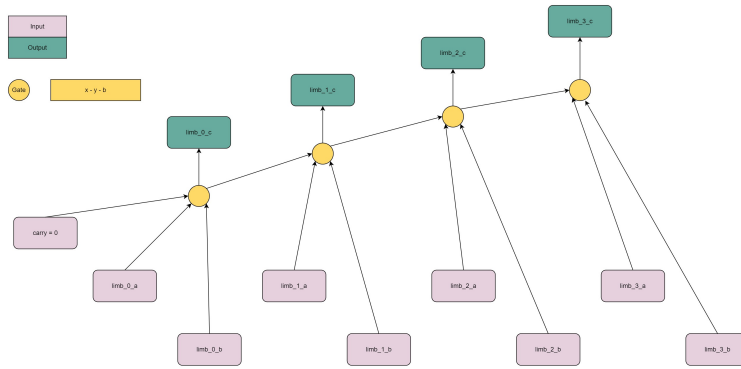 Input
Output
Gate
x - y - b
limb_0_c
limb_1_c
limb_2_c
limb_3_c
carry = 0
limb_0_a
limb_1_a
limb_2_a
limb_3_a
limb_0_b
limb_1_b
limb_2_b
limb_3_b